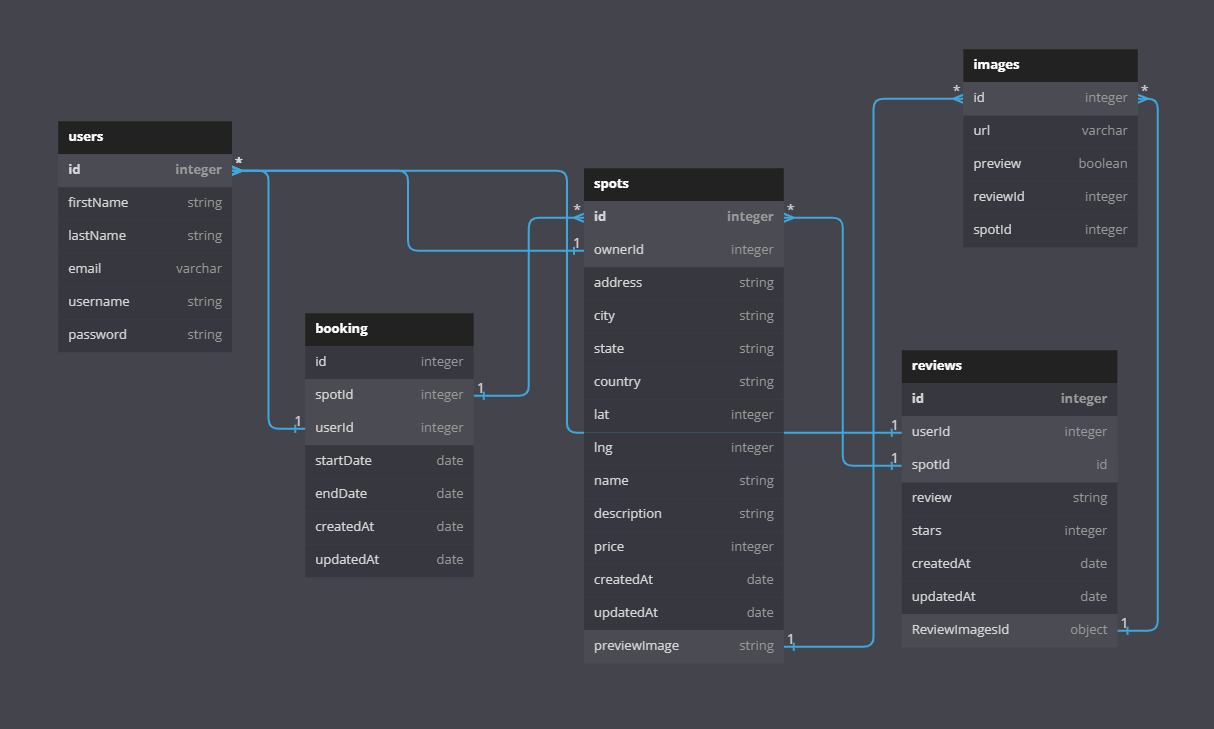 users
id integer
firstName string
lastName string
email varchar
username string
password string
*
booking
id integer
spotId integer
userId integer
startDate date
endDate date
createdAt date
updatedAt date
1
1
spots
id integer
ownerId integer
address string
city string
state string
country string
lat integer
lng integer
name string
description string
price integer
createdAt date
updatedAt date
previewImage string
*
*
1
1
images
id integer
url varchar
preview boolean
reviewId integer
spotId integer
*
*
reviews
id integer
userId integer
spotId id
review string
stars integer
createdAt date
updatedAt date
ReviewImagesId object
1
1
1